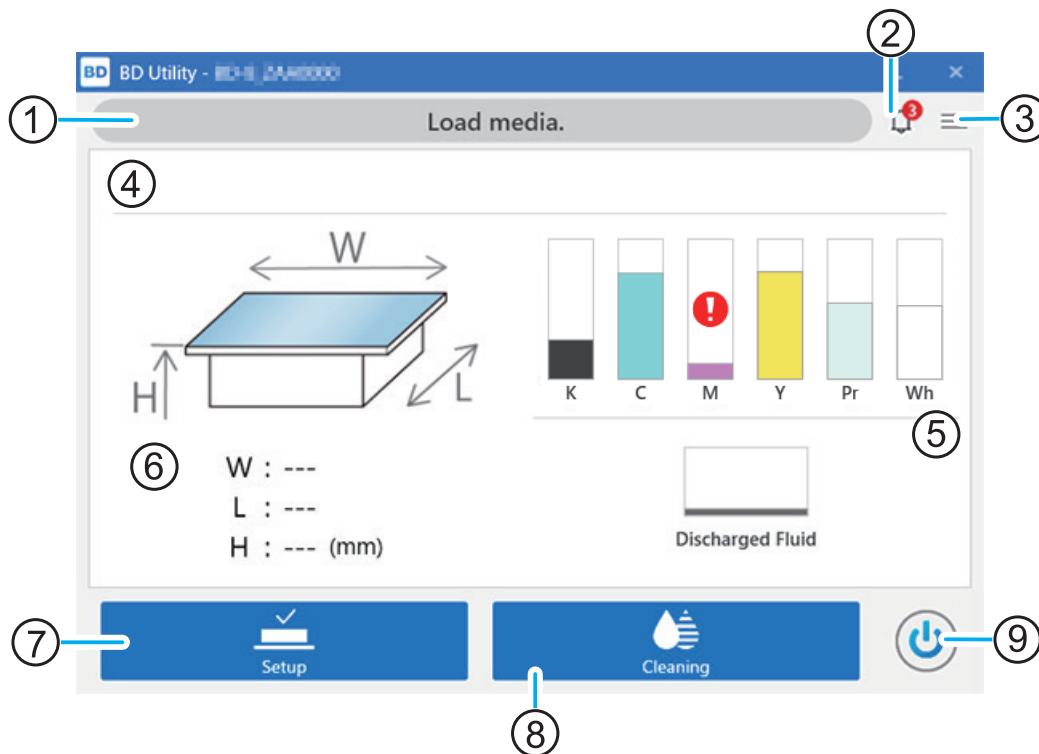 2
BD BD Utility -
1 Load media. 3 3
4
W
H
L
K C M Y Pr Wh
5
6
W : ---
L : ---
H : --- (mm)
Discharged Fluid
7 Setup Cleaning 9
8